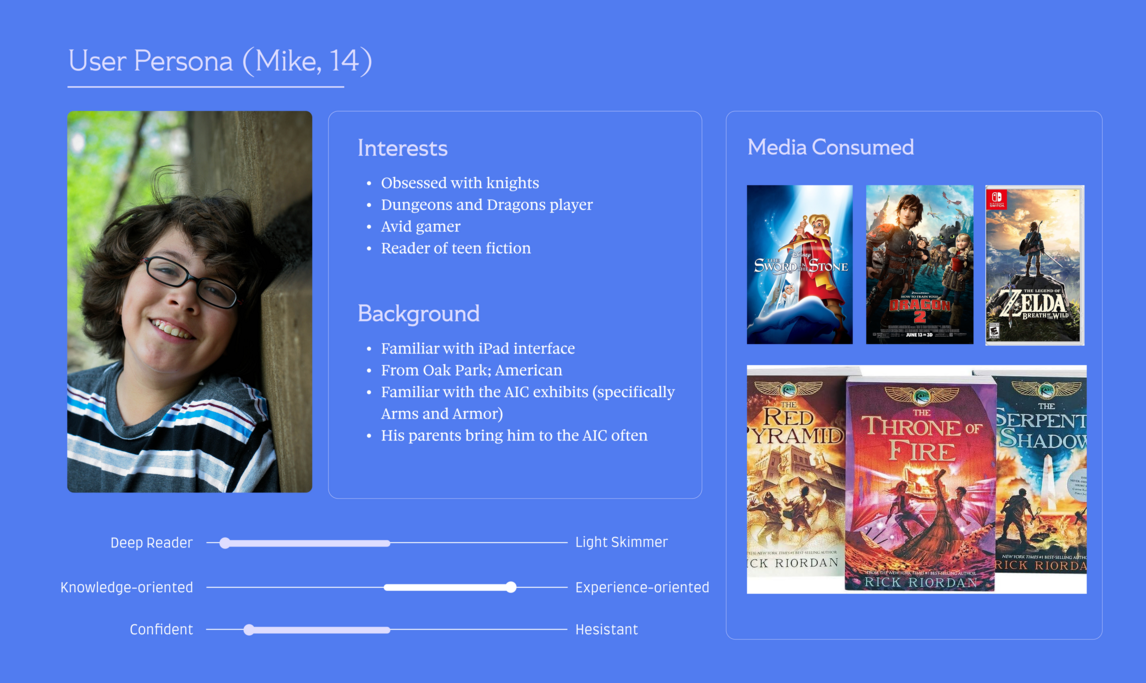 User Persona (Mike, 14)
Interests
• Obsessed with knights
• Dungeons and Dragons player
• Avid gamer
• Reader of teen fiction
Background
• Familiar with iPad interface
• From Oak Park; American
• Familiar with the AIC exhibits (specifically
Arms and Armor)
• His parents bring him to the AIC often
Media Consumed
Disney
THE
SWORD IN THE STONE
HOW TO TRAIN YOUR
DRAGON
2
JUNE 13 IN 3D
THE LEGEND OF
ZELDA
BREATH OF THE WILD
THE
RED
YRAMID
RICK RIORDAN
THE
THRONE OF
FIRE
RICK RIORDAN
THE
SERPENT
SHADOW
RICK RIORDA
Deep Reader
Light Skimmer
Knowledge-oriented
Experience-oriented
Confident
Hesistant